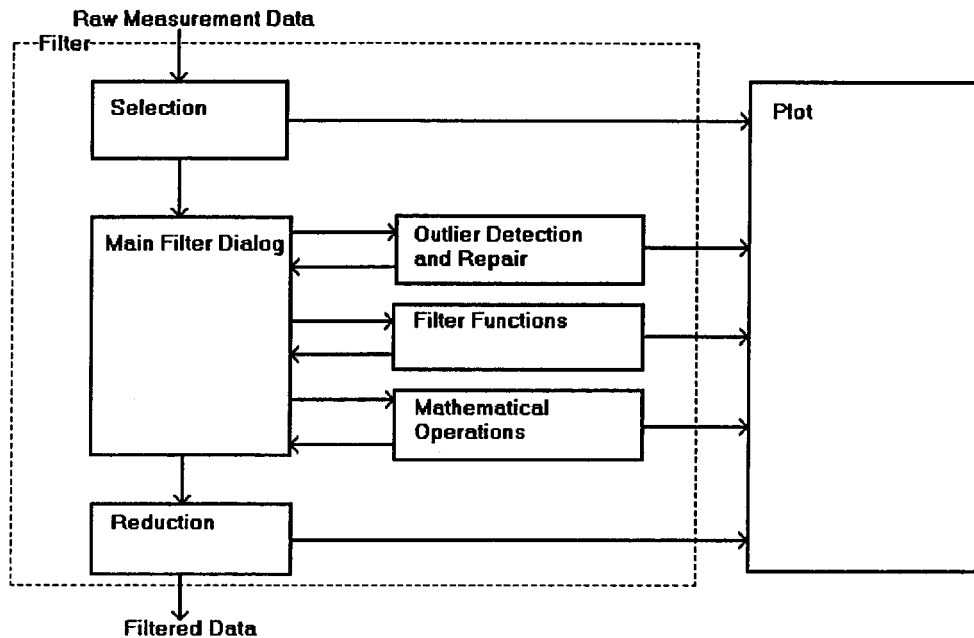 Raw Measurement Data
Filter
Selection
Plot
Main Filter Dialog
Outlier Detection
and Repair
Filter Functions
Mathematical
Operations
Reduction
Filtered Data